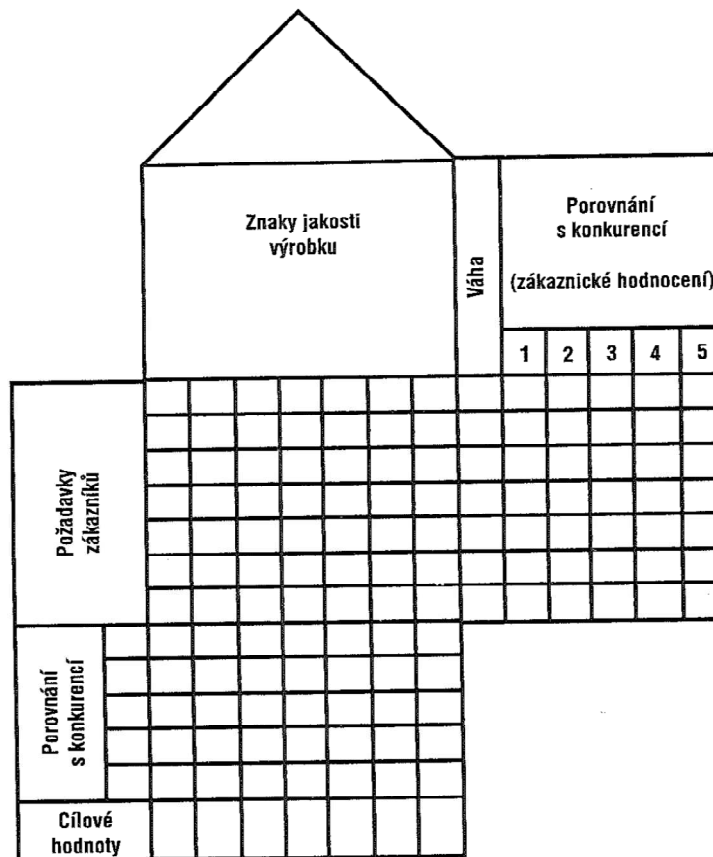 Znaky jakosti
výrobku
Váha
Porovnání
s konkurencí
(zákaznické hodnocení)
1 2 3 4 5
Požadavky
zákazníků
Porovnání
s konkurencí
Cílové
hodnoty